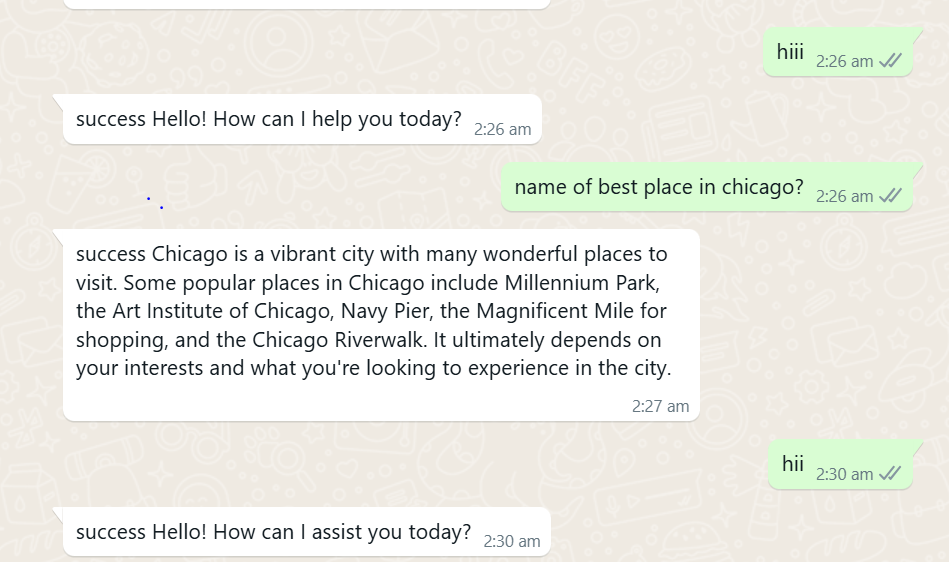 hiii
2:26 am
success Hello! How can I help you today?
2:26 am
name of best place in chicago?
2:26 am
success Chicago is a vibrant city with many wonderful places to
visit. Some popular places in Chicago include Millennium Park,
the Art Institute of Chicago, Navy Pier, the Magnificent Mile for
shopping, and the Chicago Riverwalk. It ultimately depends on
your interests and what you're looking to experience in the city.
2:27 am
hii
2:30 am
success Hello! How can I assist you today?
2:30 am